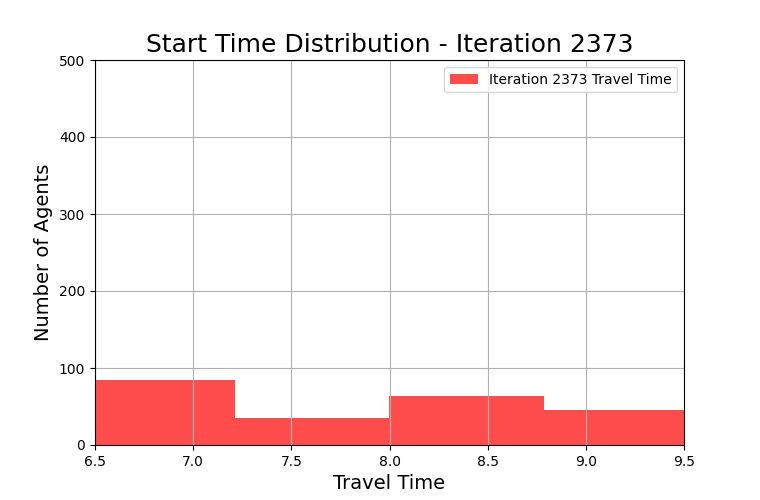 Start Time Distribution - Iteration 2373
Iteration 2373 Travel Time
Number of Agents
500
400
300
200
100
0
6.5 7.0 7.5 8.0 8.5 9.0 9.5
Travel Time